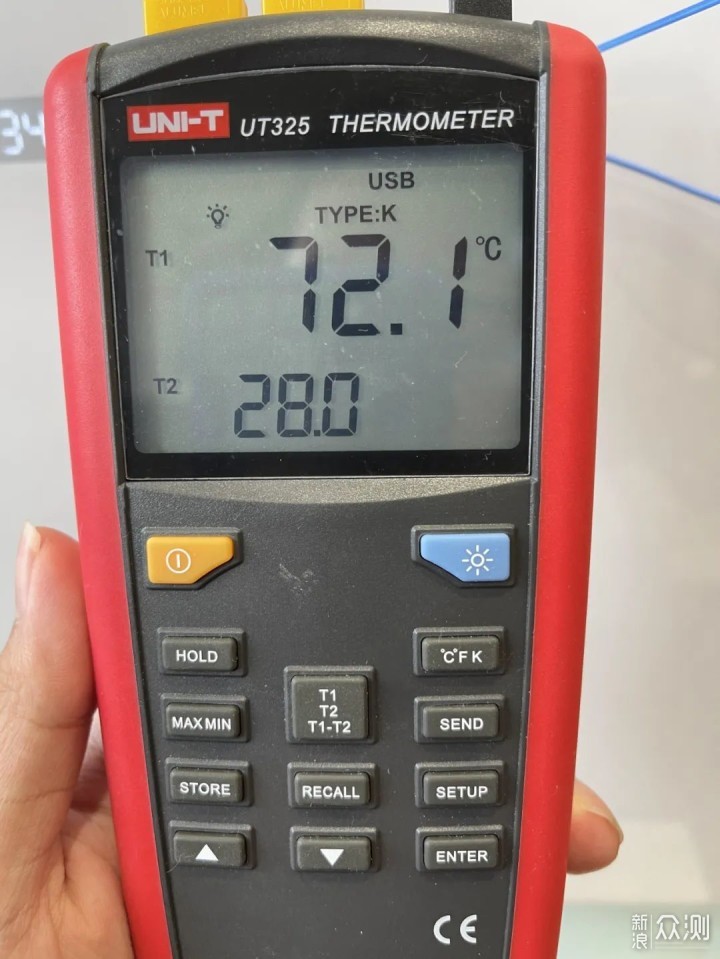 34
UNI-T UT325 THERMOMETER
USB
TYPE:K
T1 72.1 °C
T2 28.0
HOLD
°C°F K
T1
T2
T1-T2
MAX MIN
SEND
STORE
RECALL
SETUP
ENTER
CE
新浪 众测